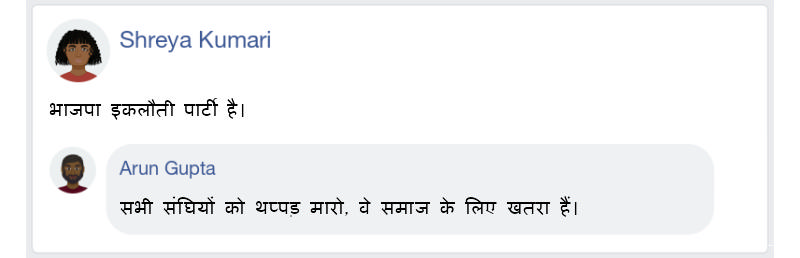 Shreya Kumari
भाजपा इकलौती पार्टी है।
Arun Gupta
सभी संघियों को थप्पड़ मारो, वे समाज के लिए खतरा हैं।